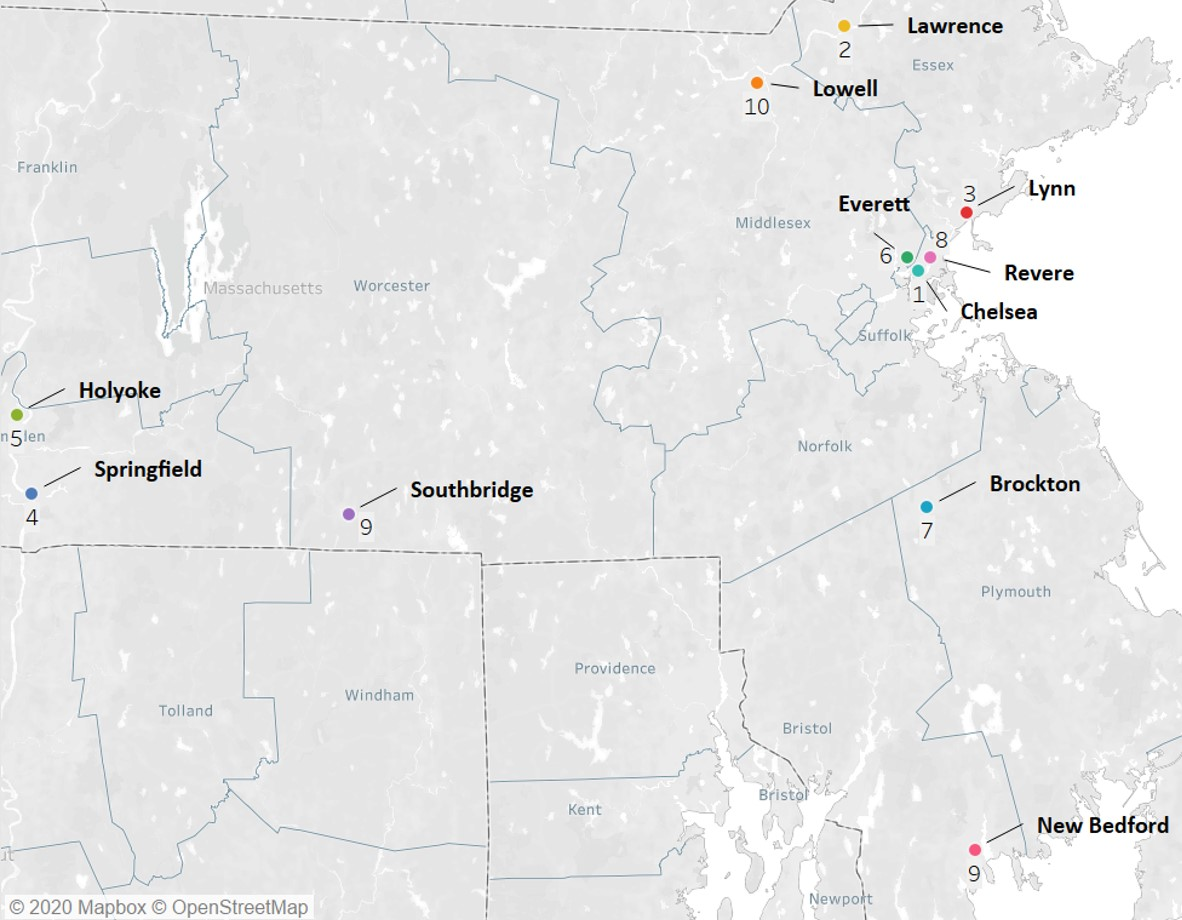 Lawrence
2
Essex
Lowell
10
Franklin
Lynn
3
Everett
Middlesex
8
6
Revere
1
Chelsea
Massachusetts
Worcester
Suffolk
Holyoke
5
Norfolk
Springfield
4
Southbridge
9
Brockton
7
Plymouth
Providence
Windham
Tolland
Bristol
Bristol
Kent
New Bedford
9
Newport
© 2020 Mapbox © OpenStreetMap